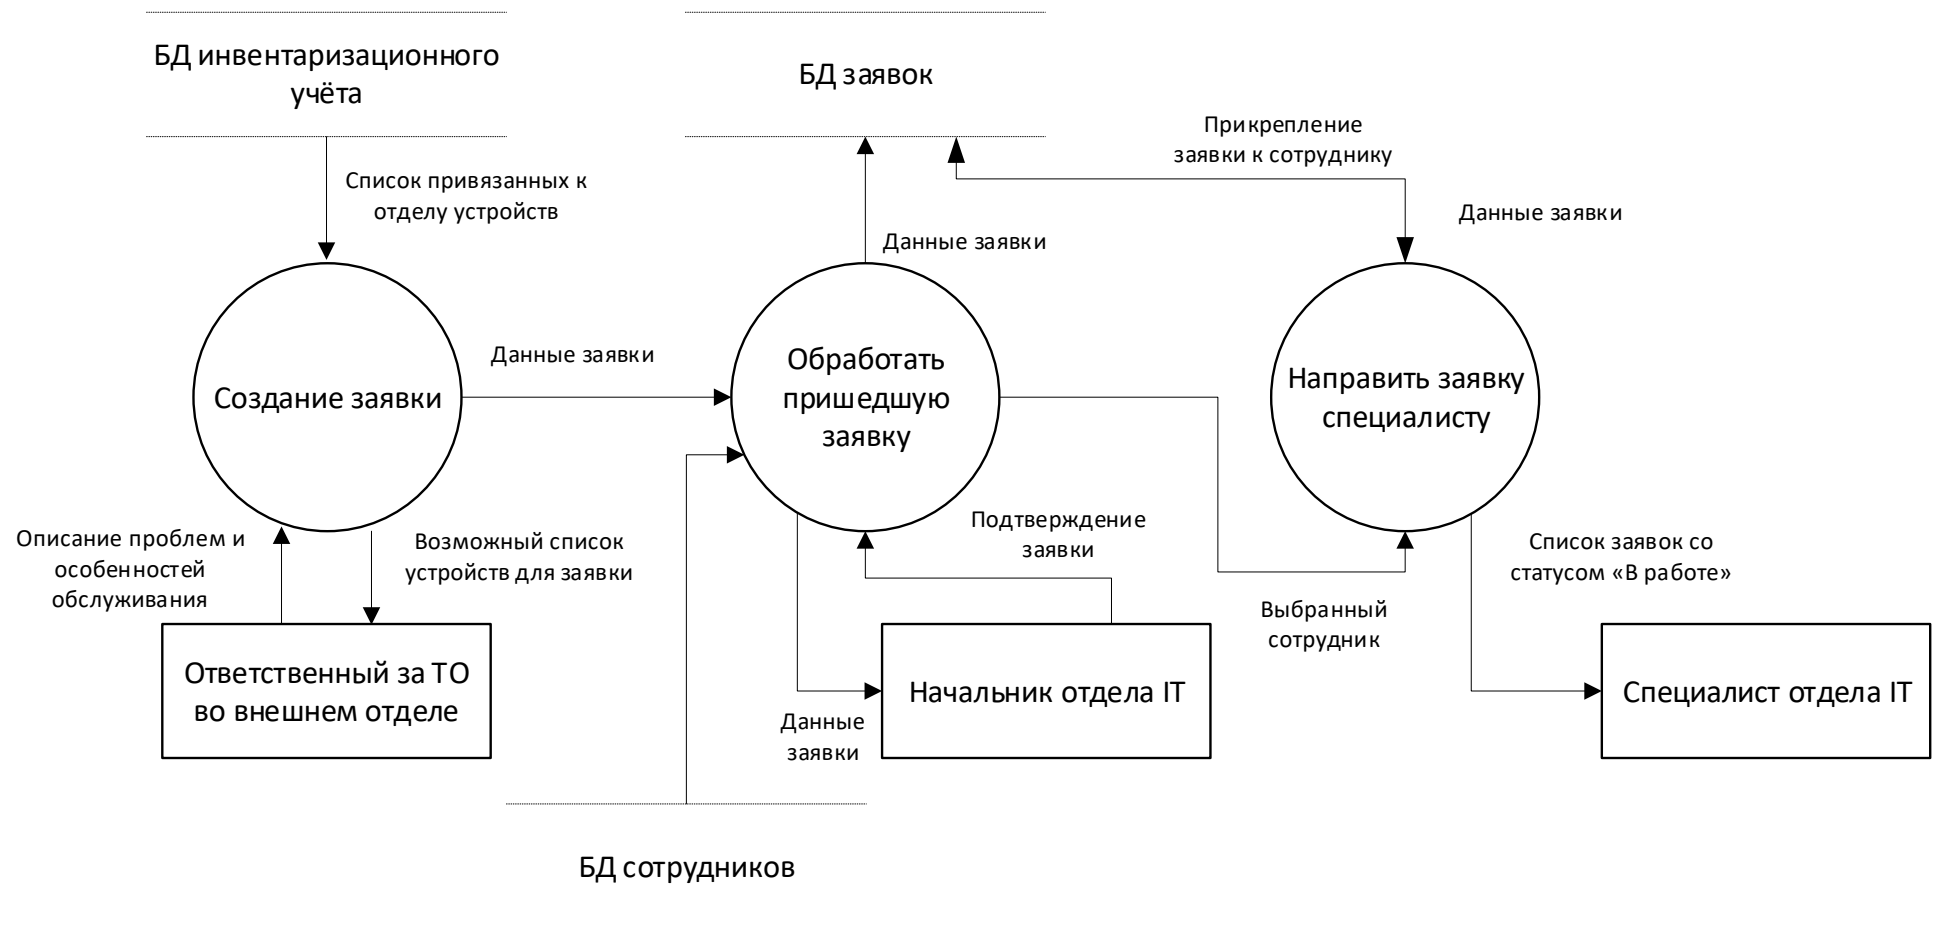 БД инвентаризационного
учёта
БД заявок
Прикрепление
заявки к сотруднику
Список привязанных к
отделу устройств
Данные заявки
Данные заявки
Данные заявки
Создание заявки
Обработать
пришедшую
заявку
Направить заявку
специалисту
Описание проблем и
особенностей
обслуживания
Возможный список
устройств для заявки
Подтверждение
заявки
Список заявок со
статусом «В работе»
Выбранный
сотрудник
Ответственный за ТО
во внешнем отделе
Начальник отдела IT
Специалист отдела IT
Данные
заявки
БД сотрудников